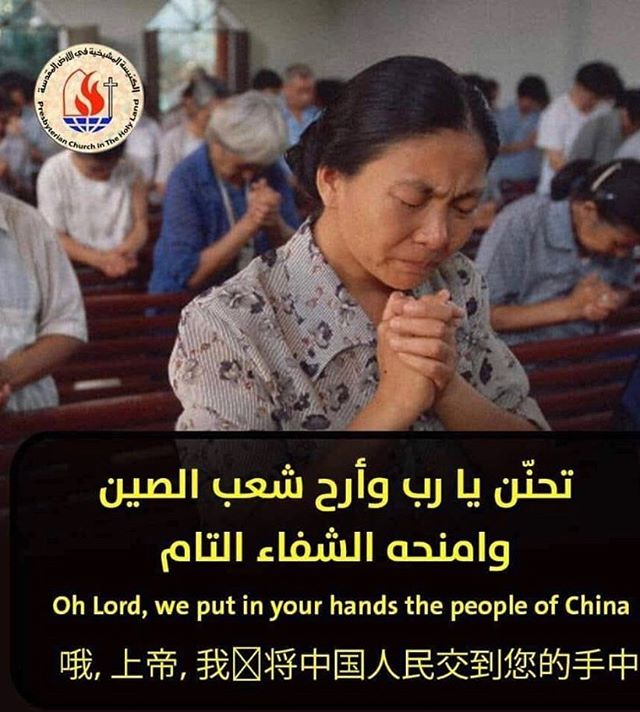 الكنيسة المشيخية في الأرض المقدسة
Presbyterian Church in The Holy Land
تحنّن يا رب وأرح شعب الصين
وامنحه الشفاء التام
Oh Lord, we put in your hands the people of China
哦, 上帝, 我☒将中国人民交到您的手中